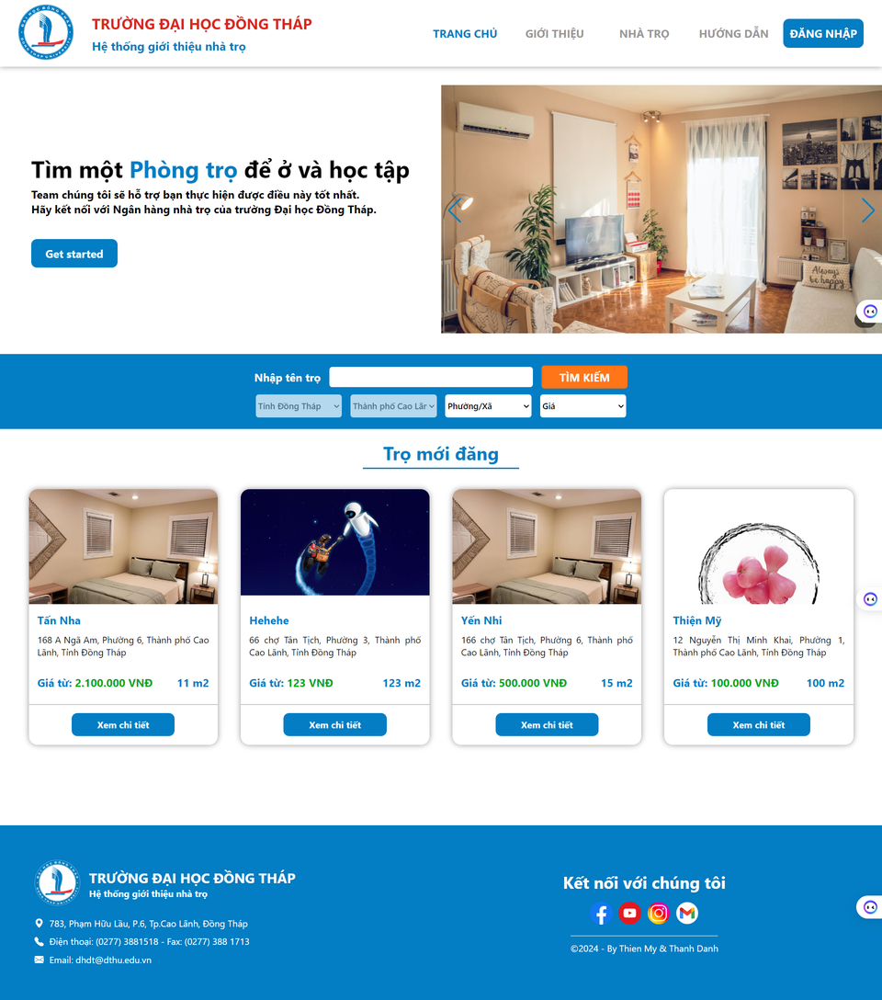 TRƯỜNG ĐẠI HỌC ĐỒNG THÁP
Hệ thống giới thiệu nhà trọ
TRANG CHỦ
GIỚI THIỆU
NHÀ TRỌ
HƯỚNG DẪN
ĐĂNG NHẬP
Tìm một Phòng trọ để ở và học tập
Team chúng tôi sẽ hỗ trợ bạn thực hiện được điều này tốt nhất.
Hãy kết nối với Ngân hàng nhà trọ của trường Đại học Đồng Tháp.
Get started
Always
be happy
Nhập tên trọ
TÌM KIẾM
Tỉnh Đồng Tháp
Thành phố Cao Lãr
Phường/Xã
Giá
Trọ mới đăng
Tấn Nha
168 A Ngã Am, Phường 6, Thành phố Cao
Lãnh, Tỉnh Đồng Tháp
Giá từ: 2.100.000 VNĐ
11 m2
Xem chi tiết
Hehehe
66 chợ Tân Tịch, Phường 3, Thành phố
Cao Lãnh, Tỉnh Đồng Tháp
Giá từ: 123 VNĐ
123 m2
Xem chi tiết
Yến Nhi
166 chợ Tân Tịch, Phường 6, Thành phố
Cao Lãnh, Tỉnh Đồng Tháp
Giá từ: 500.000 VNĐ
15 m2
Xem chi tiết
Thiện Mỹ
12 Nguyễn Thị Minh Khai, Phường 1,
Thành phố Cao Lãnh, Tỉnh Đồng Tháp
Giá từ: 100.000 VNĐ
100 m2
Xem chi tiết
TRƯỜNG ĐẠI HỌC ĐỒNG THÁP
Hệ thống giới thiệu nhà trọ
783, Phạm Hữu Lầu, P.6, Tp.Cao Lãnh, Đồng Tháp
Điện thoại: (0277) 3881518 - Fax: (0277) 388 1713
Email: dhdt@dthu.edu.vn
Kết nối với chúng tôi
©2024 - By Thien My & Thanh Danh